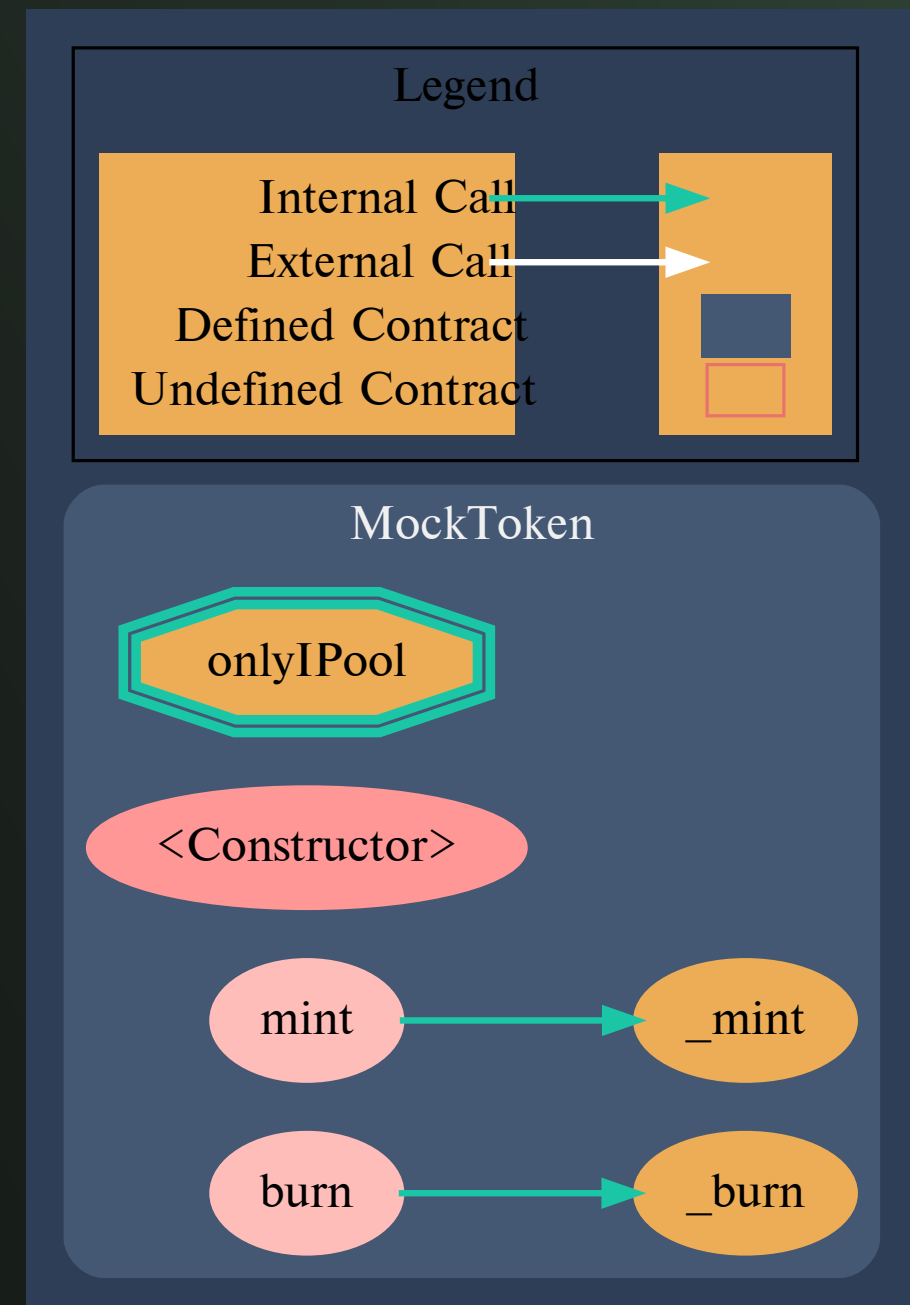 Legend
Internal Call
External Call
Defined Contract
Undefined Contract
MockToken
onlyIPool
<Constructor>
mint
_mint
burn
_burn